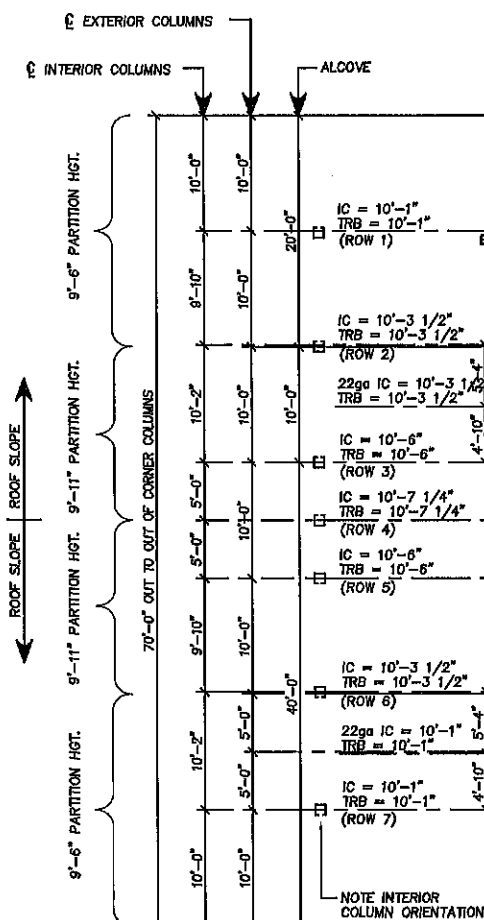 ℄ EXTERIOR COLUMNS
℄ INTERIOR COLUMNS
ALCOVE
9'-6" PARTITION HGT.
9'-11" PARTITION HGT.
9'-11" PARTITION HGT.
9'-6" PARTITION HGT.
ROOF SLOPE
ROOF SLOPE
70'-0" OUT TO OUT OF CORNER COLUMNS
10'-0"
9'-10"
10'-2"
5'-0"
5'-0"
9'-10"
10'-2"
10'-0"
10'-0"
10'-0"
10'-0"
10'-0"
10'-0"
5'-0"
5'-0"
10'-0"
20'-0"
10'-0"
40'-0"
IC = 10'-1"
TRB = 10'-1"
(ROW 1)
IC = 10'-3 1/2"
TRB = 10'-3 1/2"
(ROW 2)
22ga IC = 10'-3 1/2"
TRB = 10'-3 1/2"
4'-10"
IC = 10'-6"
TRB = 10'-6"
(ROW 3)
IC = 10'-7 1/4"
TRB = 10'-7 1/4"
(ROW 4)
IC = 10'-6"
TRB = 10'-6"
(ROW 5)
IC = 10'-3 1/2"
TRB = 10'-3 1/2"
(ROW 6)
5'-4"
22ga IC = 10'-1"
TRB = 10'-1"
4'-10"
IC = 10'-1"
TRB = 10'-1"
(ROW 7)
NOTE INTERIOR
COLUMN ORIENTATION